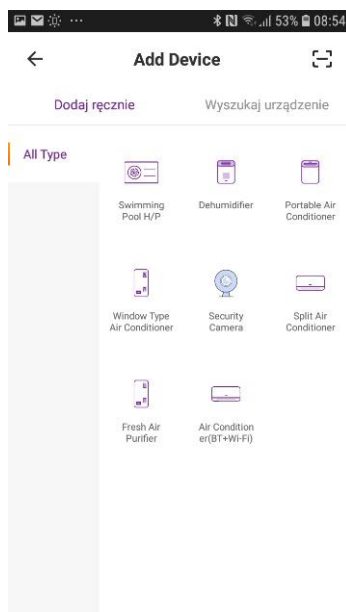 53% 08:54
Add Device
Dodaj ręcznie
Wyszukaj urządzenie
All Type
Swimming
Pool H/P
Dehumidifier
Portable Air
Conditioner
Window Type
Air Conditioner
Security
Camera
Split Air
Conditioner
Fresh Air
Purifier
Air Condition
er(BT+Wi-Fi)